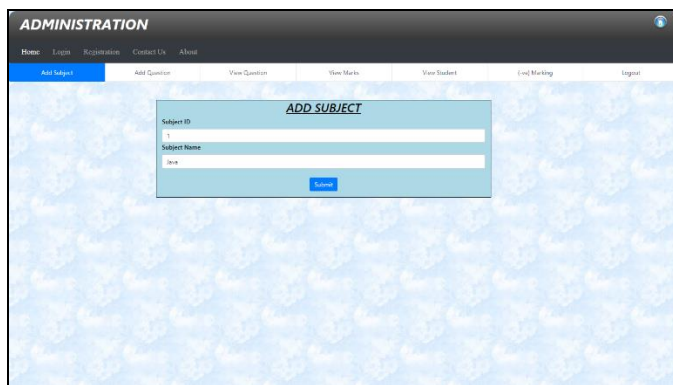 ADMINISTRATION
Home Login Registration Contact Us About
Add Subject Add Question View Question View Marks View Student (-ve) Marking Logout
ADD SUBJECT
Subject ID
1
Subject Name
Java
Submit